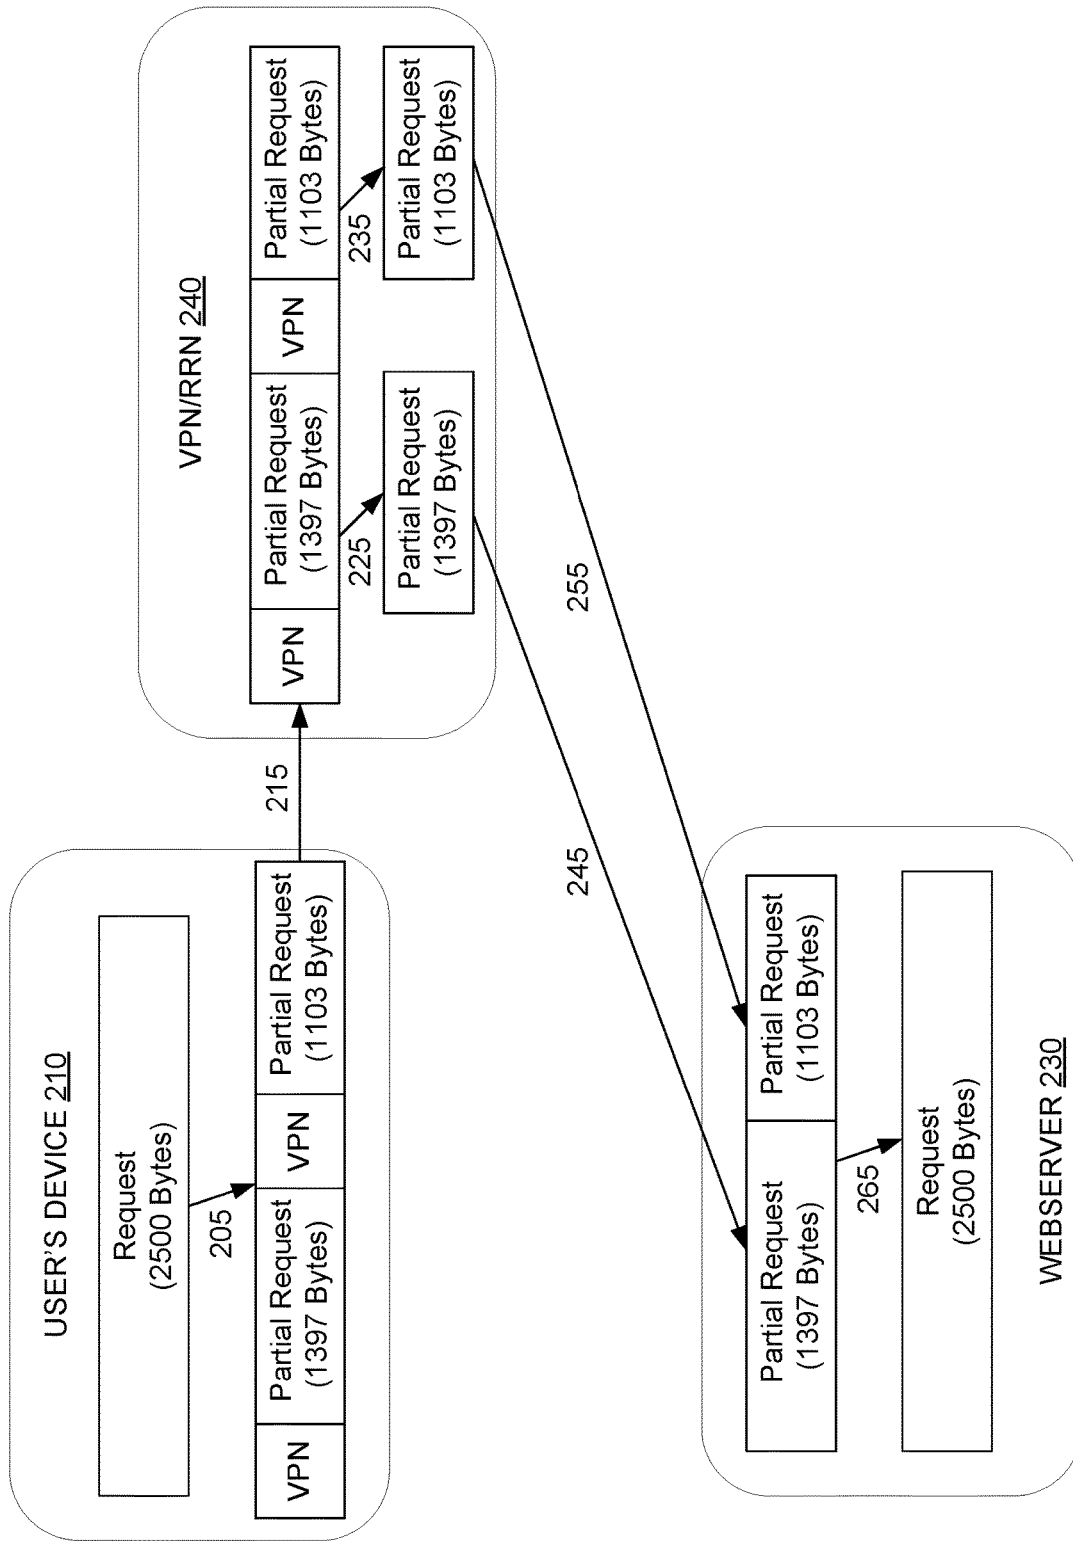 USER'S DEVICE 210
Request
(2500 Bytes)
205
VPN
Partial Request
(1397 Bytes)
VPN
Partial Request
(1103 Bytes)
215
VPN/RRN 240
VPN
Partial Request
(1397 Bytes)
VPN
Partial Request
(1103 Bytes)
225
235
Partial Request
(1397 Bytes)
Partial Request
(1103 Bytes)
245
255
Partial Request
(1397 Bytes)
Partial Request
(1103 Bytes)
265
Request
(2500 Bytes)
WEBSERVER 230